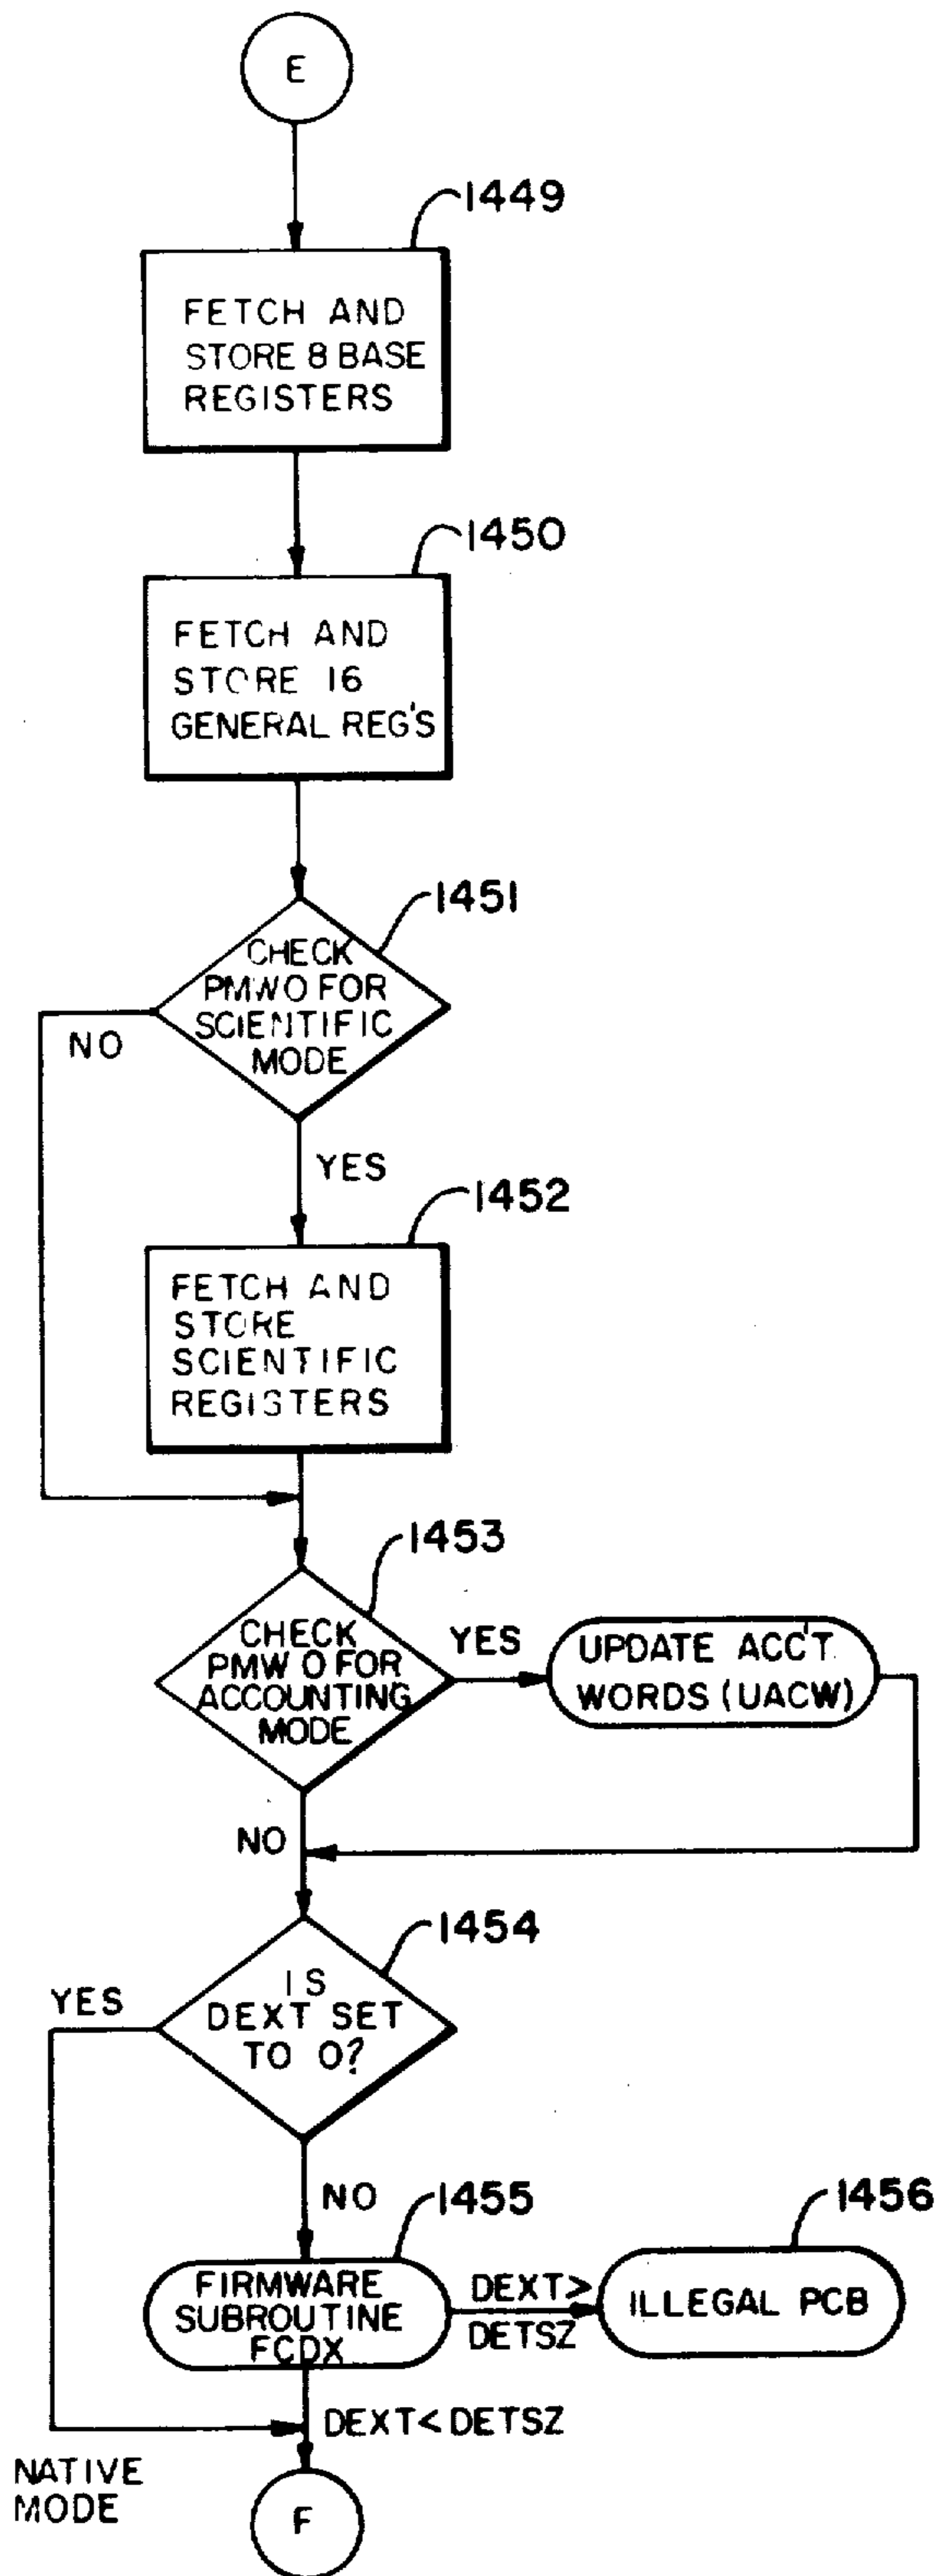 E
1449
FETCH AND
STORE 8 BASE
REGISTERS
1450
FETCH AND
STORE 16
GENERAL REG'S
1451
CHECK
PMW0 FOR
SCIENTIFIC
MODE
NO
YES
1452
FETCH AND
STORE
SCIENTIFIC
REGISTERS
1453
CHECK
PMW 0 FOR
ACCOUNTING
MODE
YES
UPDATE ACC'T.
WORDS (UACW)
NO
1454
IS
DEXT SET
TO 0?
YES
NO
1455
FIRMWARE
SUBROUTINE
FCDX
DEXT>
DETSZ
1456
ILLEGAL PCB
DEXT< DETSZ
NATIVE
MODE
F